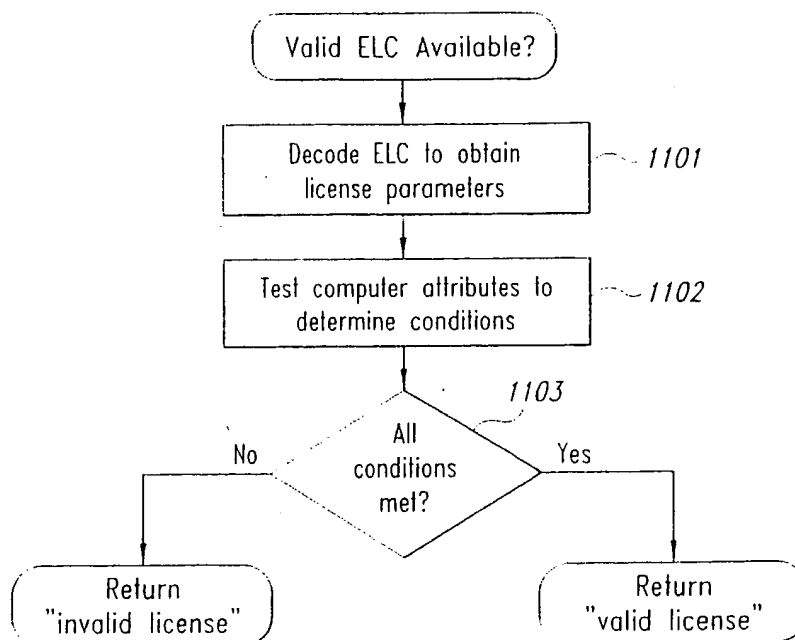 Valid ELC Available?
Decode ELC to obtain
license parameters
1101
Test computer attributes to
determine conditions
1102
1103
All
conditions
met?
No
Yes
Return
"invalid license"
Return
"valid license"